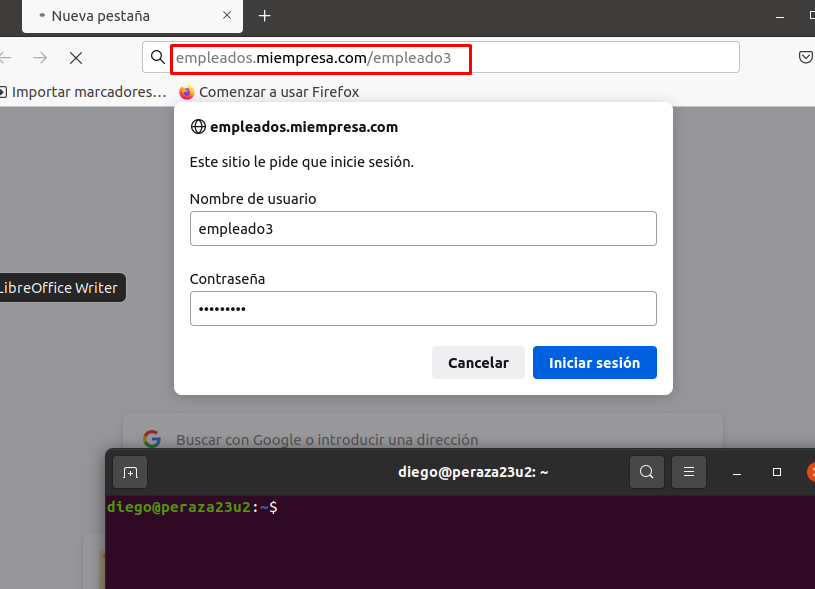 Nueva pestaña
empleados.miempresa.com/empleado3
Importar marcadores… Comenzar a usar Firefox
empleados.miempresa.com
Este sitio le pide que inicie sesión.
Nombre de usuario
empleado3
Contraseña
•••••••••
Cancelar Iniciar sesión
LibreOffice Writer
Buscar con Google o introducir una dirección
diego@peraza23u2: ~
diego@peraza23u2:~$